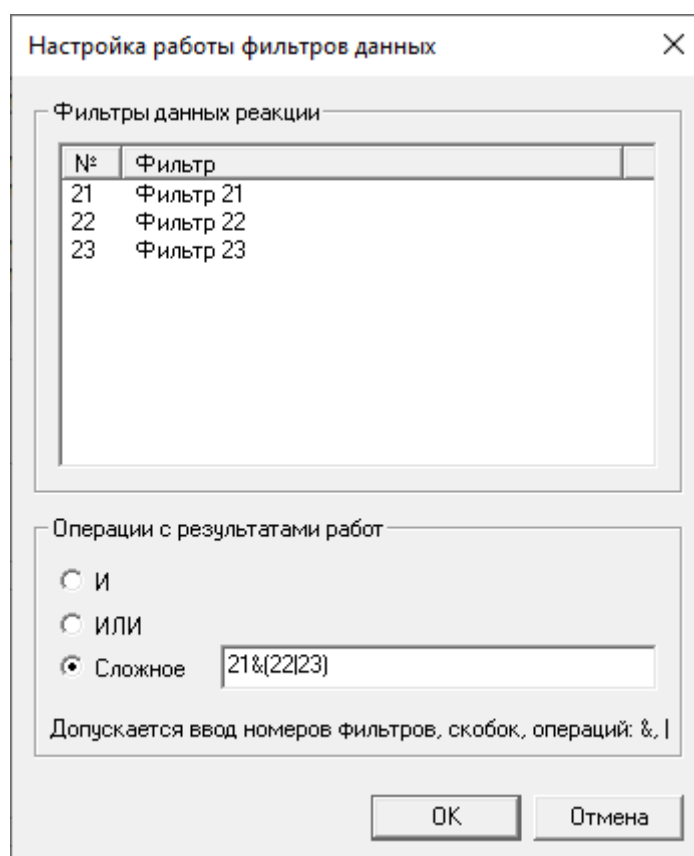 Настройка работы фильтров данных
Фильтры данных реакции
№ Фильтр
21 Фильтр 21
22 Фильтр 22
23 Фильтр 23
Операции с результатами работ
И
ИЛИ
Сложное 21&(22|23)
Допускается ввод номеров фильтров, скобок, операций: &, |
OK Отмена